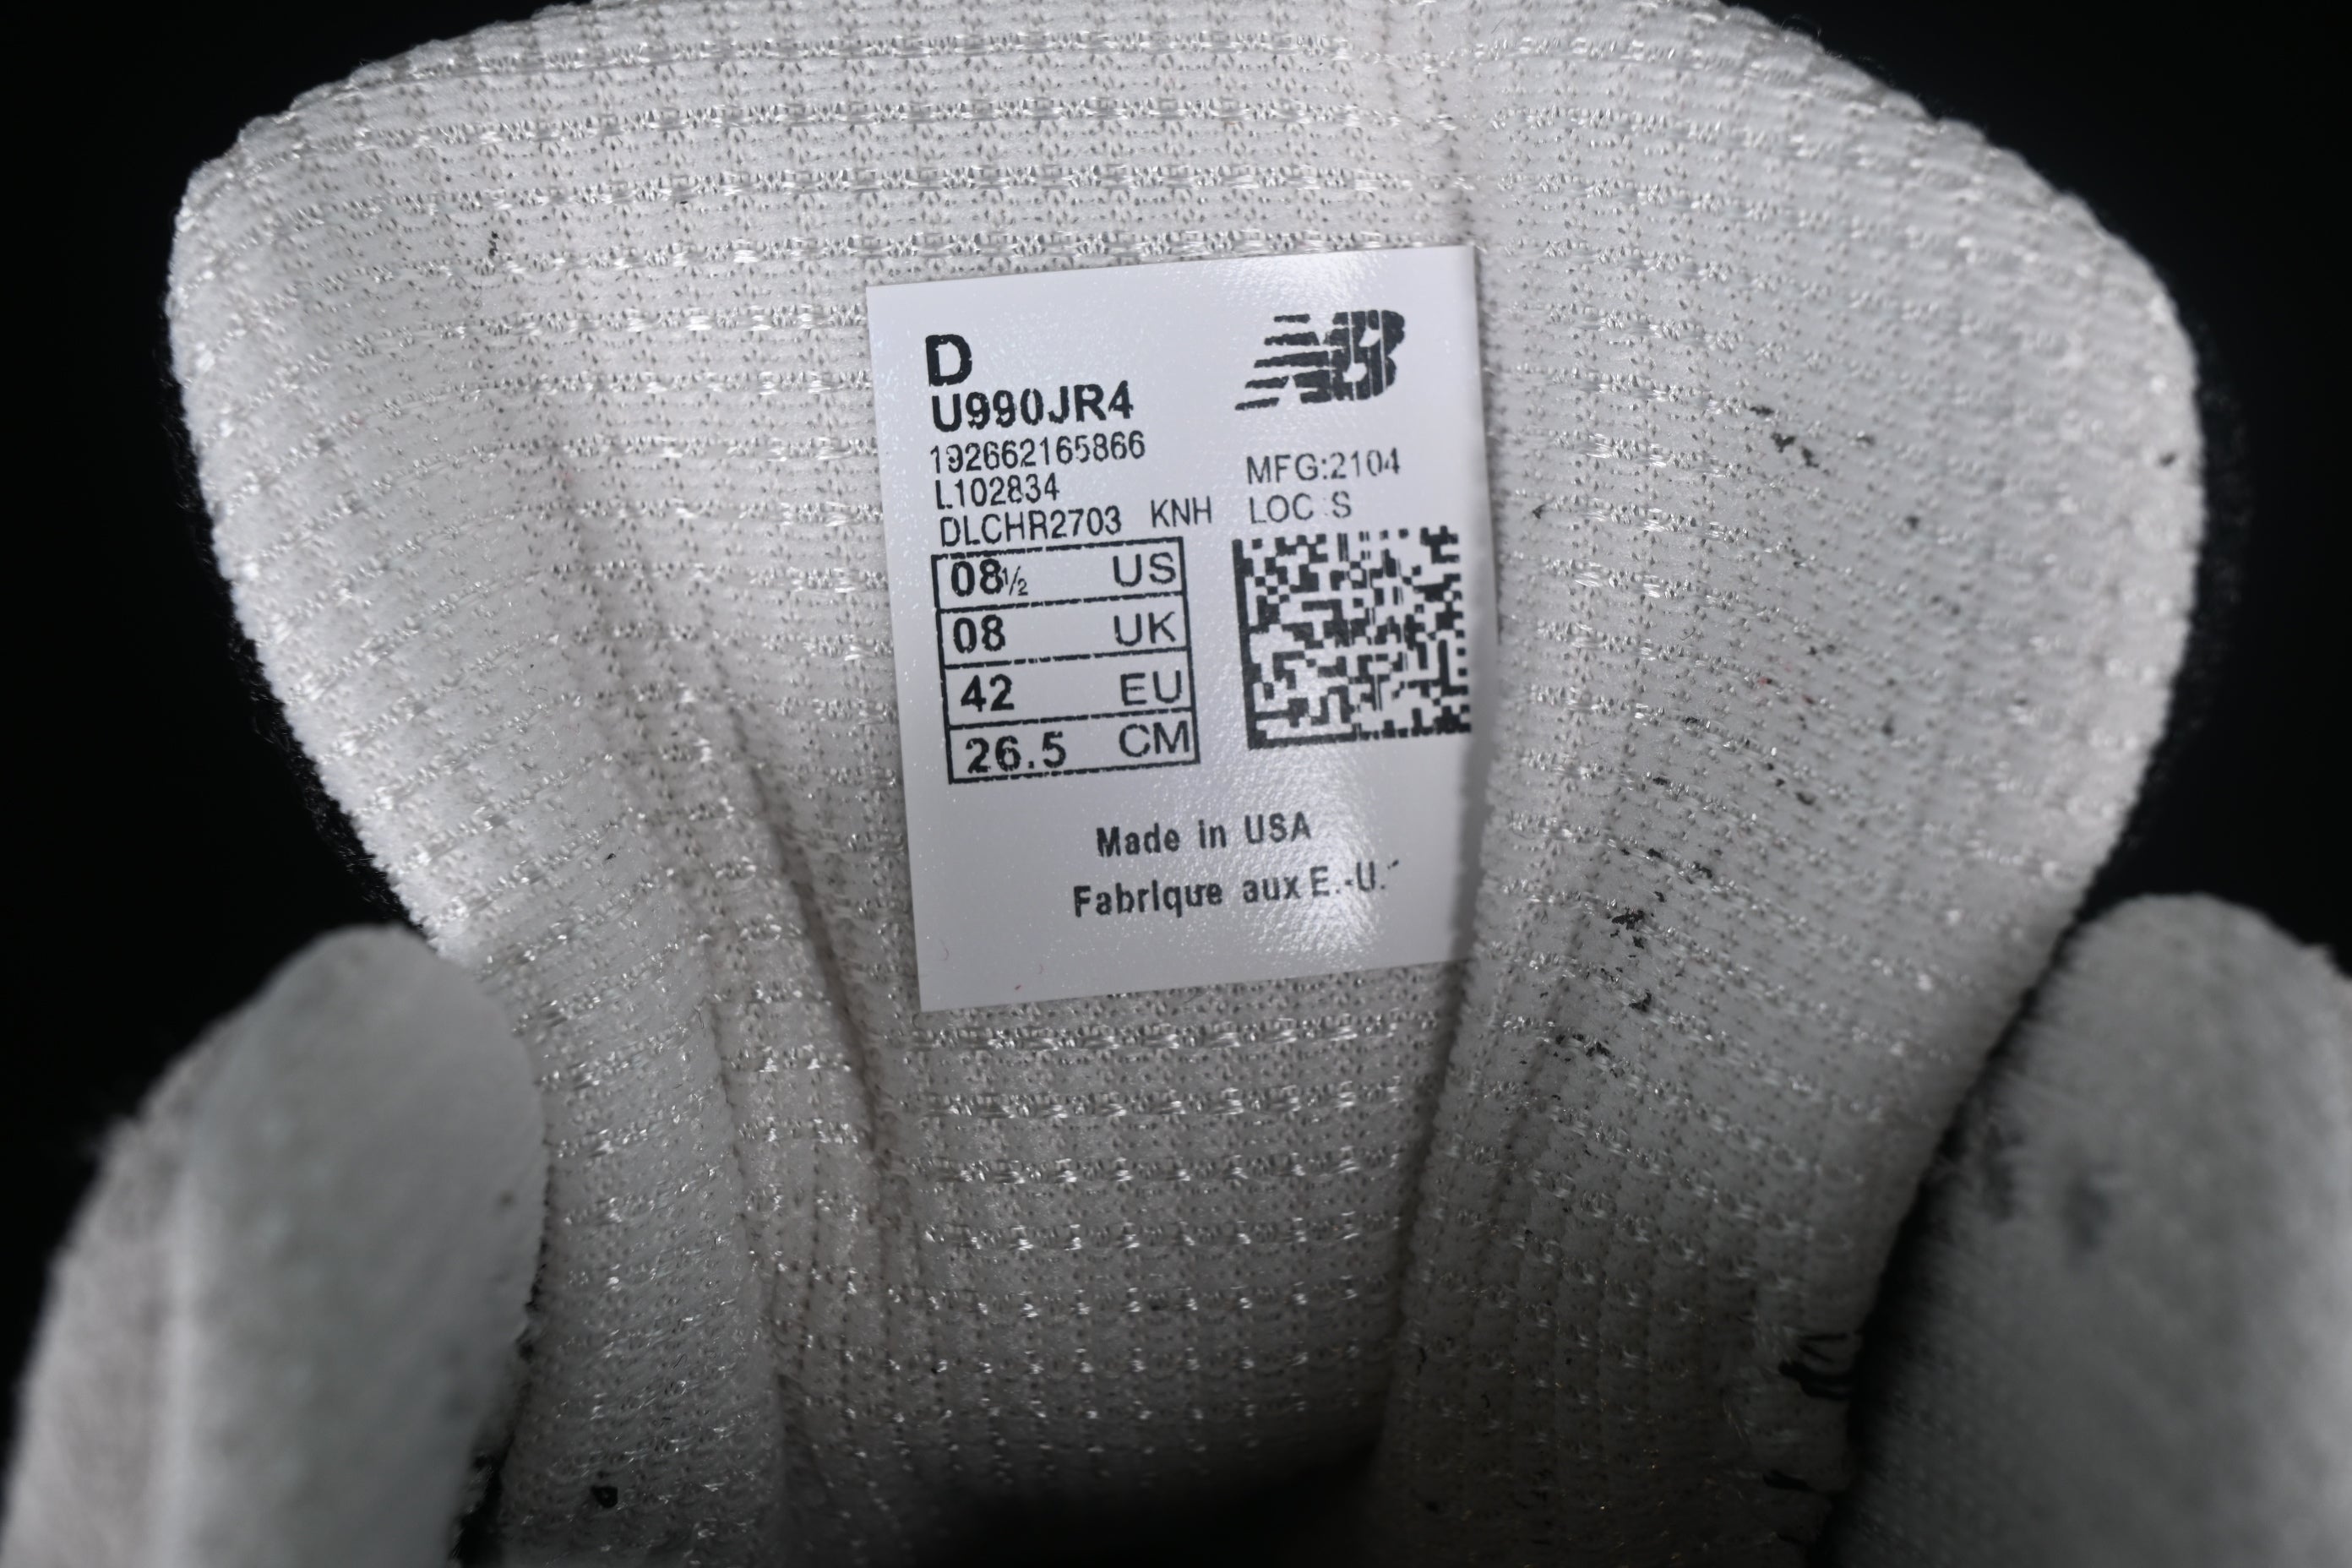 D
NB
U990JR4
192662165866
L102834
MFG:2104
DLCHR2703 KNH LOC S
08½ US
08 UK
42 EU
26.5 CM
Made in USA
Fabrique aux E.-U.